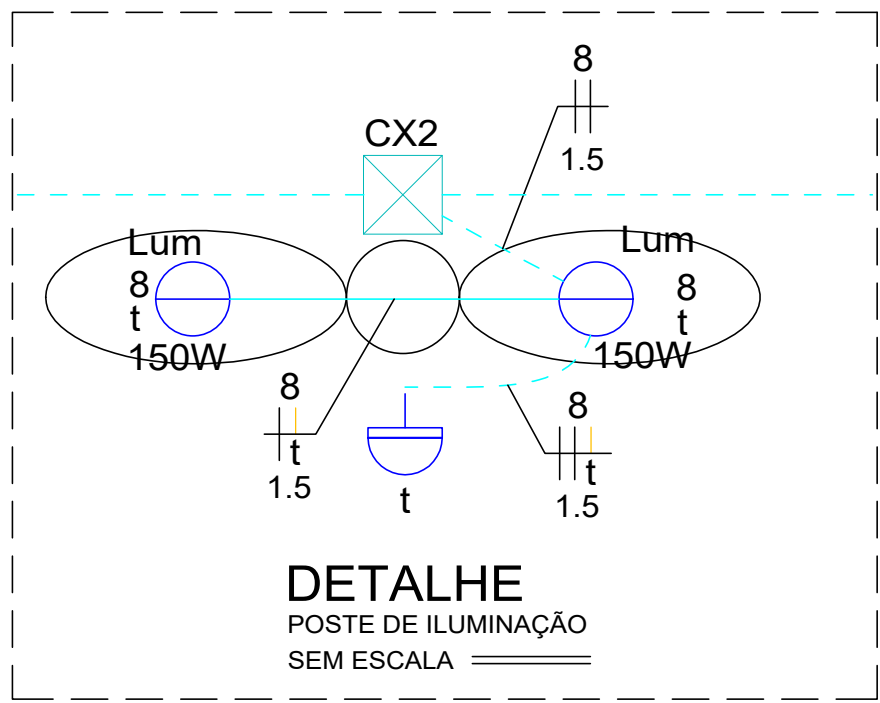 8
1.5
CX2
Lum
8
t
150W
Lum
8
t
150W
8
t
1.5
t
8
t
1.5
DETALHE
POSTE DE ILUMINAÇÃO
SEM ESCALA